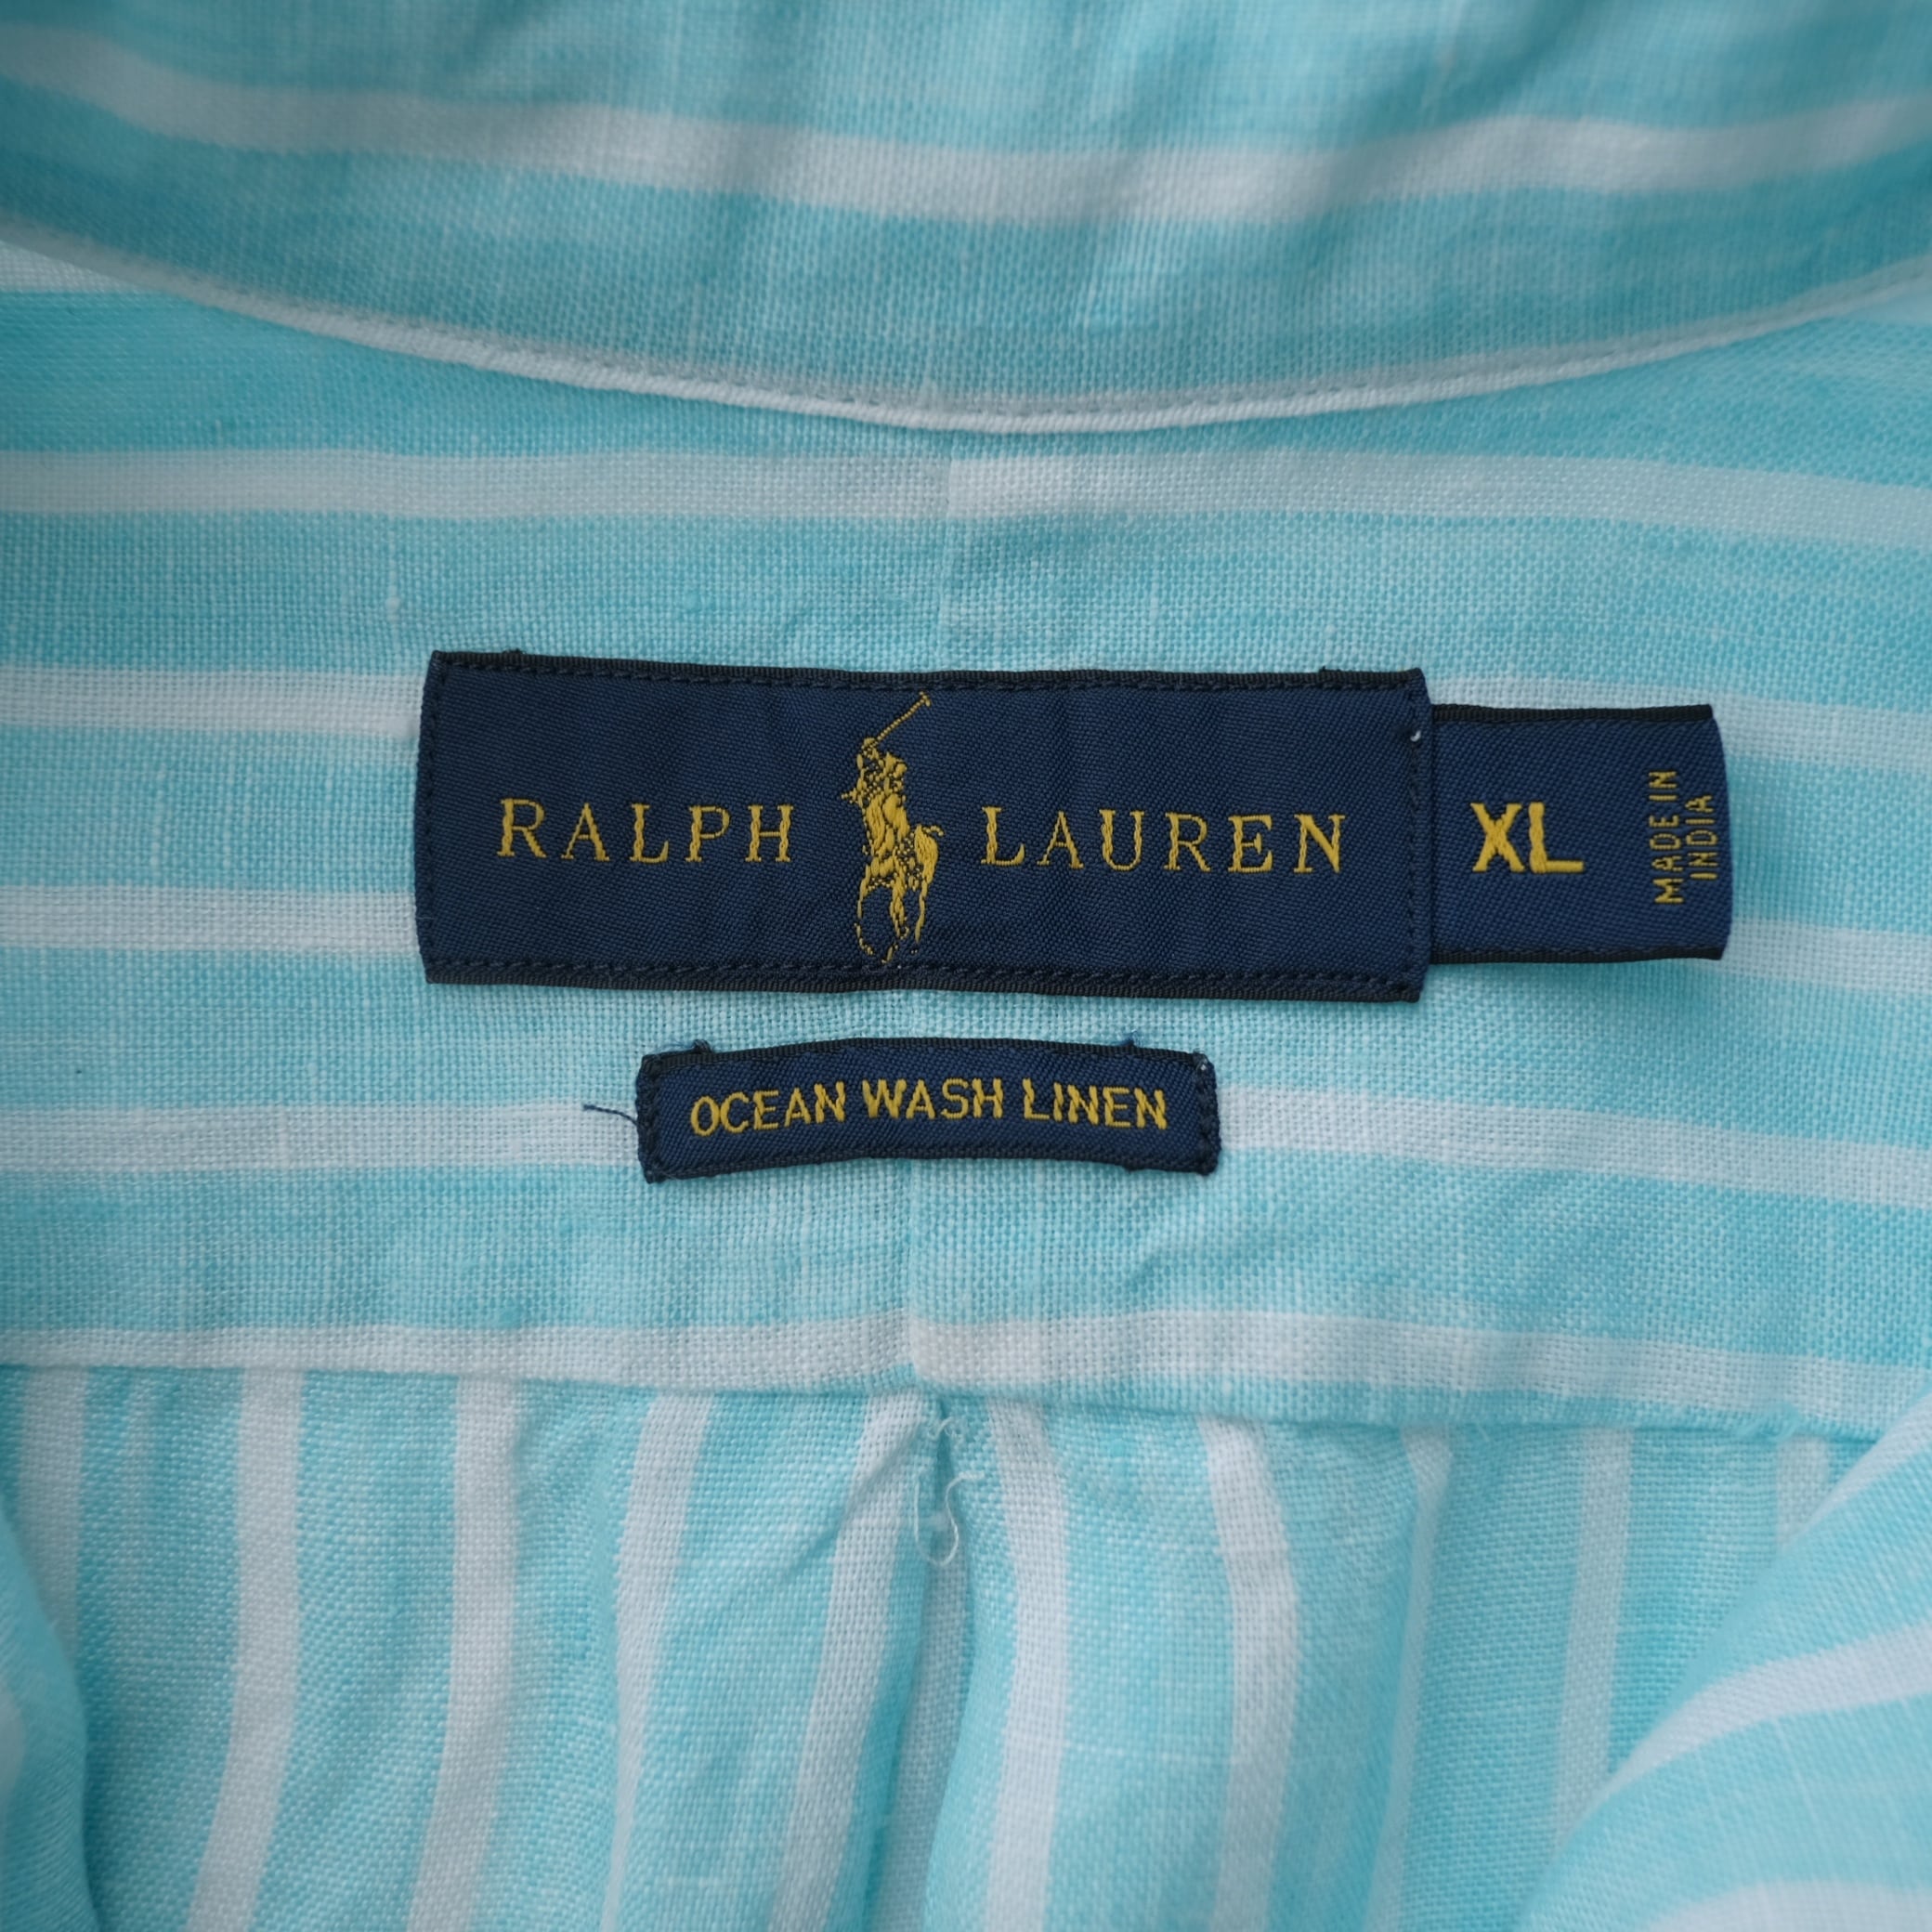 RALPH LAUREN
XL
MADE IN
INDIA
OCEAN WASH LINEN